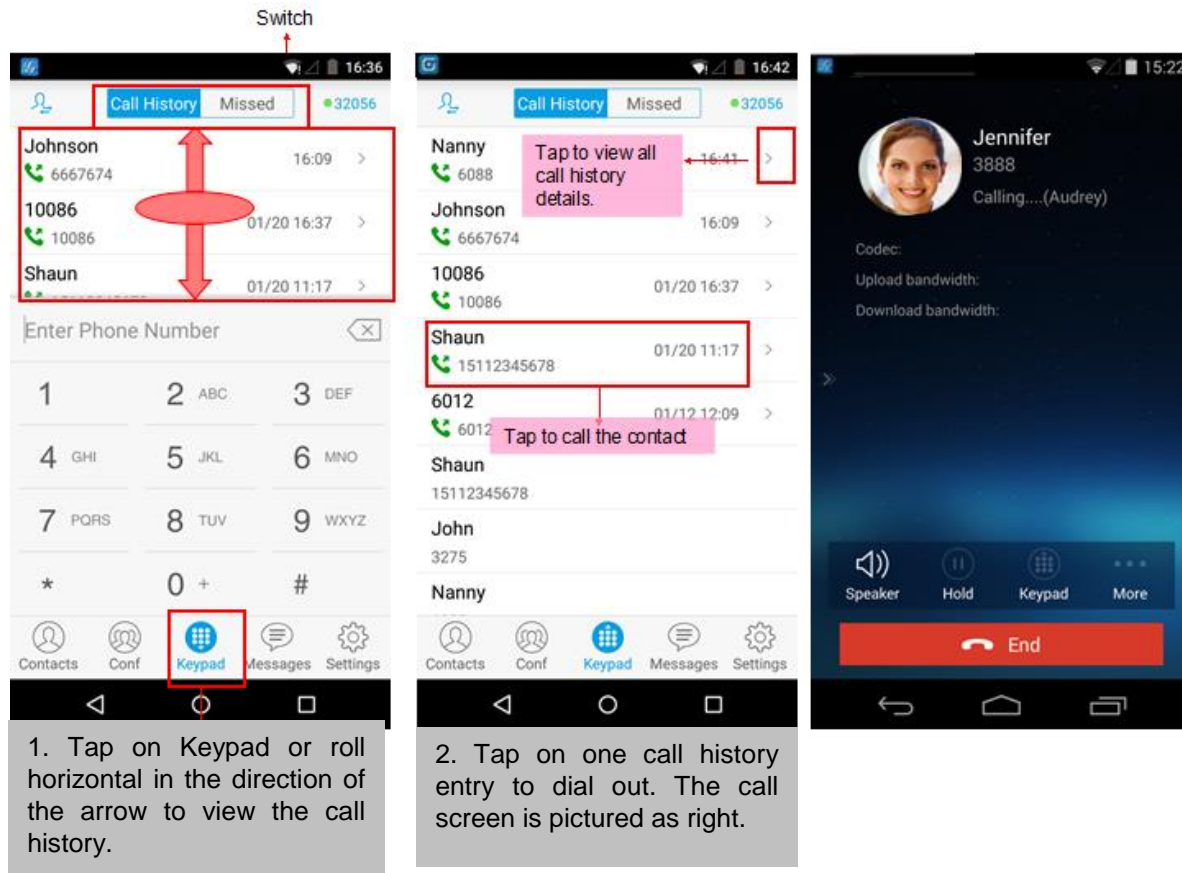 Switch
16:36
Call History Missed 32056
Johnson
16:09
6667674
10086
01/20 16:37
10086
Shaun
01/20 11:17
Enter Phone Number
1 2 ABC 3 DEF
4 GHI 5 JKL 6 MNO
7 PQRS 8 TUV 9 WXYZ
* 0 + #
Contacts Conf Keypad Messages Settings
1. Tap on Keypad or roll
horizontal in the direction of
the arrow to view the call
history.
16:42
Call History Missed 32056
Nanny
16:41
6088
Tap to view all
call history
details.
Johnson
16:09
6667674
10086
01/20 16:37
10086
Shaun
01/20 11:17
15112345678
6012
01/12 12:09
6012
Tap to call the contact
Shaun
15112345678
John
3275
Nanny
Contacts Conf Keypad Messages Settings
2. Tap on one call history
entry to dial out. The call
screen is pictured as right.
15:22
Jennifer
3888
Calling....(Audrey)
Codec:
Upload bandwidth:
Download bandwidth:
Speaker Hold Keypad More
End